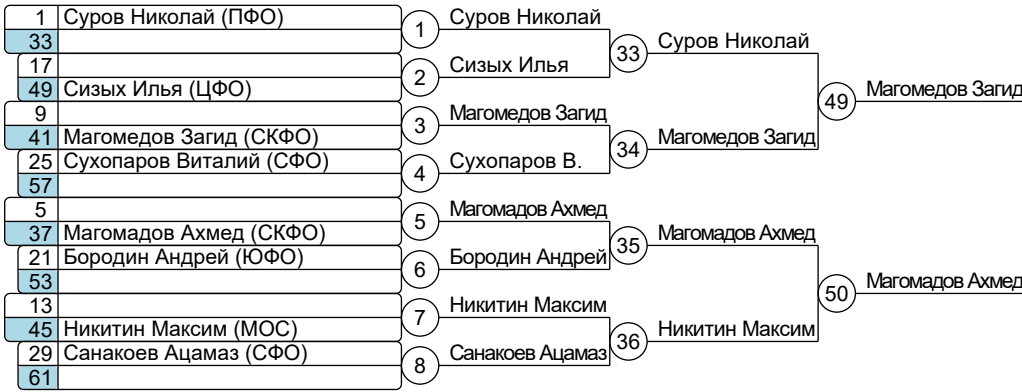 1 Суров Николай (ПФО)
33
17
49 Сизых Илья (ЦФО)
9
41 Магомедов Загид (СКФО)
25 Сухопаров Виталий (СФО)
57
5
37 Магомадов Ахмед (СКФО)
21 Бородин Андрей (ЮФО)
53
13
45 Никитин Максим (МОС)
29 Санакоев Ацамаз (СФО)
61
1 Суров Николай
2 Сизых Илья
3 Магомедов Загид
4 Сухопаров В.
5 Магомадов Ахмед
6 Бородин Андрей
7 Никитин Максим
8 Санакоев Ацамаз
33 Суров Николай
34 Магомедов Загид
35 Магомадов Ахмед
36 Никитин Максим
49 Магомедов Загид
50 Магомадов Ахмед